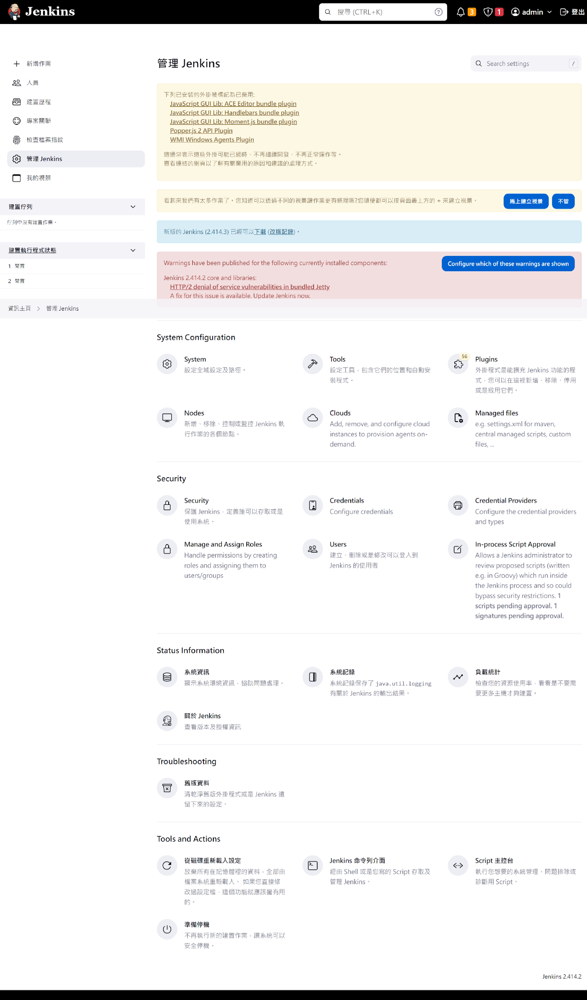 Jenkins
搜尋 (CTRL+K)
?
3
1
admin
登出
新增作業
人員
建置歷程
專案關聯
檢查檔案指紋
管理 Jenkins
我的視景
建置佇列
佇列中沒有建置作業。
建置執行程式狀態
1 閒置
2 閒置
管理 Jenkins
Search settings
/
下列已安裝的外掛被標記為已棄用:
JavaScript GUI Lib: ACE Editor bundle plugin
JavaScript GUI Lib: Handlebars bundle plugin
JavaScript GUI Lib: Moment.js bundle plugin
Popper.js 2 API Plugin
WMI Windows Agents Plugin
這通常表示這些外掛可能已過時、不再繼續開發、不再正常運作等。
查看連結的網頁以了解有關棄用的原因和建議的處理方式。
看起來我們有太多作業了。您知道可以透過不同的視景讓作業更有條理嗎?您隨便都可以按頁面最上方的 + 來建立視景。
馬上建立視景
不管
新版的 Jenkins (2.414.3) 已經可以下載 (改版記錄)。
Warnings have been published for the following currently installed components:
Configure which of these warnings are shown
Jenkins 2.414.2 core and libraries:
HTTP/2 denial of service vulnerabilities in bundled Jetty
A fix for this issue is available. Update Jenkins now.
資訊主頁 > 管理 Jenkins
System Configuration
System
設定全域設定及路徑。
Tools
設定工具，包含它們的位置和自動安
裝程式。
56
Plugins
外掛程式是能擴充 Jenkins 功能的程
式，您可以在這裡新增、移除、停用
或是啟用它們。
Nodes
新增、移除、控制或監控 Jenkins 執
行作業的各個節點。
Clouds
Add, remove, and configure cloud
instances to provision agents on-
demand.
Managed files
e.g. settings.xml for maven,
central managed scripts, custom
files, ...
Security
Security
保護 Jenkins，定義誰可以存取或是
使用系統。
Credentials
Configure credentials
Credential Providers
Configure the credential providers
and types
Manage and Assign Roles
Handle permissions by creating
roles and assigning them to
users/groups
Users
建立、刪除或是修改可以登入到
Jenkins 的使用者
In-process Script Approval
Allows a Jenkins administrator to
review proposed scripts (written
e.g. in Groovy) which run inside
the Jenkins process and so could
bypass security restrictions. 1
scripts pending approval. 1
signatures pending approval.
Status Information
系統資訊
顯示系統環境資訊，協助問題處理。
系統記錄
系統記錄保存了 java.util.logging
有關於 Jenkins 的輸出結果。
負載統計
檢查您的資源使用率，看看是不要需
要更多主機才夠建置。
關於 Jenkins
查看版本及授權資訊
Troubleshooting
舊版資料
清乾淨舊版外掛程式或是 Jenkins 遺
留下來的設定。
Tools and Actions
從磁碟重新載入設定
放棄所有在記憶體裡的資料，全部由
檔案系統重新載入。 如果您直接修
改過設定檔，這個功能就應該蠻有用
的。
Jenkins 命令列介面
經由 Shell 或是您寫的 Script 存取及
管理 Jenkins。
Script 主控台
執行您想要的系統管理、問題排除或
診斷用 Script。
準備停機
不再執行新的建置作業，讓系統可以
安全停機。
Jenkins 2.414.2